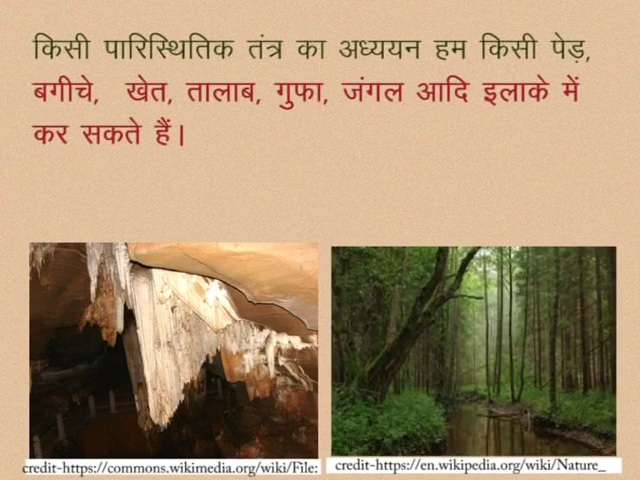 किसी पारिस्थितिक तंत्र का अध्ययन हम किसी पेड़,
बगीचे, खेत, तालाब, गुफा, जंगल आदि इलाके में
कर सकते हैं।
credit-https://commons.wikimedia.org/wiki/File:
credit-https://en.wikipedia.org/wiki/Nature_